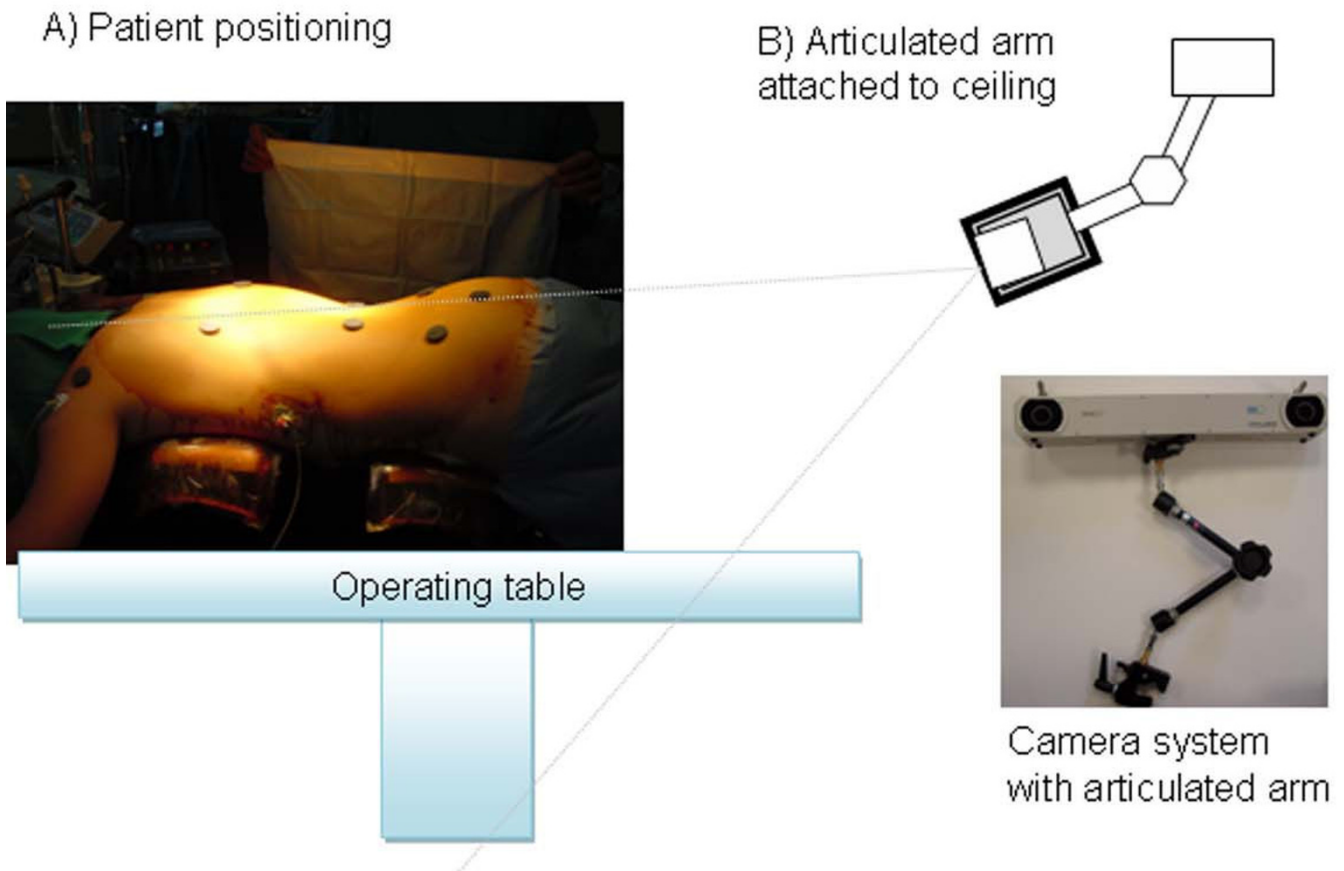 A) Patient positioning
B) Articulated arm
attached to ceiling
Operating table
Camera system
with articulated arm